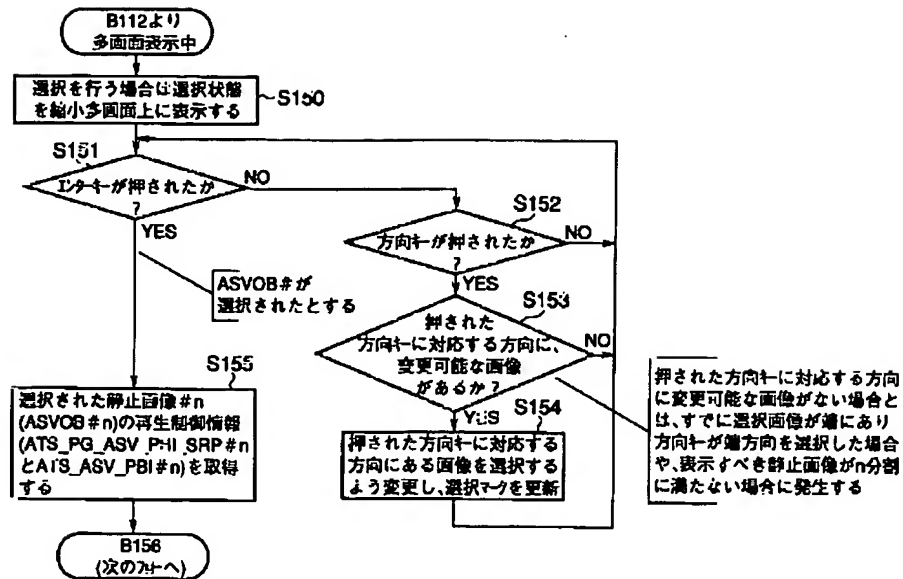 B112より
多画面表示中
選択を行う場合は選択状態
を縮小多画面上に表示する
S150
S151
エンターキーが押されたか
?
NO
YES
S152
方向キーが押されたか
?
NO
YES
ASVOB#が
選択されたとする
S153
押された
方向キーに対応する方向に、
変更可能な画像
があるか?
NO
YES
S154
押された方向キーに対応する
方向にある画像を選択する
よう変更し、選択マークを更新
S155
選択された静止画像#n
(ASVOB#n)の再生制御情報
(ATS_PG_ASV_PBI_SRP#n
とATS_ASV_PBI#n)を取得
する
押された方向キーに対応する方向
に変更可能な画像がない場合
とは、すでに選択画像が端にあり
方向キーが端方向を選択した場合
や、表示すべき静止画像がn分割
に満たない場合に発生する
B156
(次のフローへ)